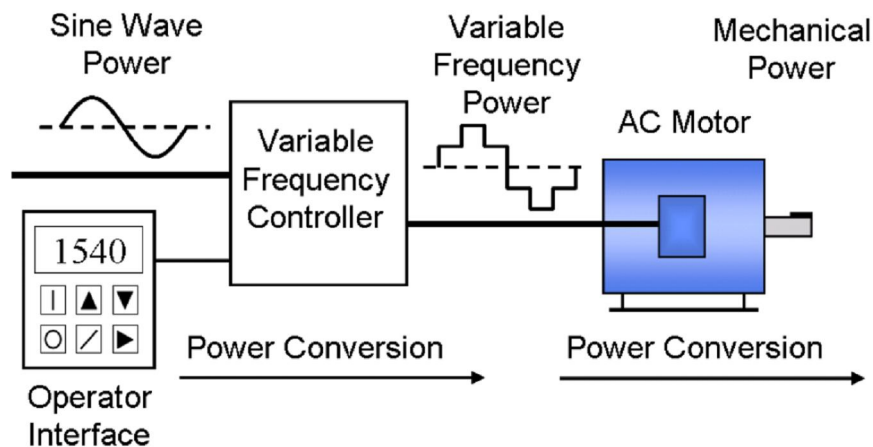 Sine Wave
Power
Variable
Frequency
Power
Mechanical
Power
AC Motor
Variable
Frequency
Controller
1540
Power Conversion
Power Conversion
Operator
Interface